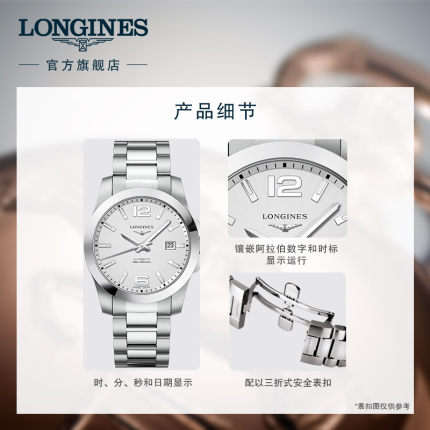 LONGINES
官方旗舰店
产品细节
LONGINES
AUTOMATIC
12
LONGINES
时、分、秒和日期显示
镶嵌阿拉伯数字和时标
显示运行
配以三折式安全表扣
*表扣图仅供参考